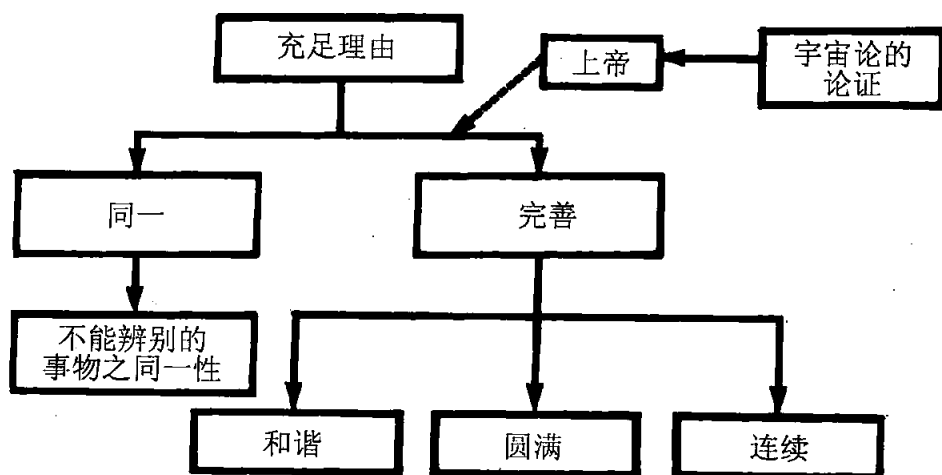 充足理由
上帝
宇宙论的
论证
同一
完善
不能辨别的
事物之同一性
和谐
圆满
连续